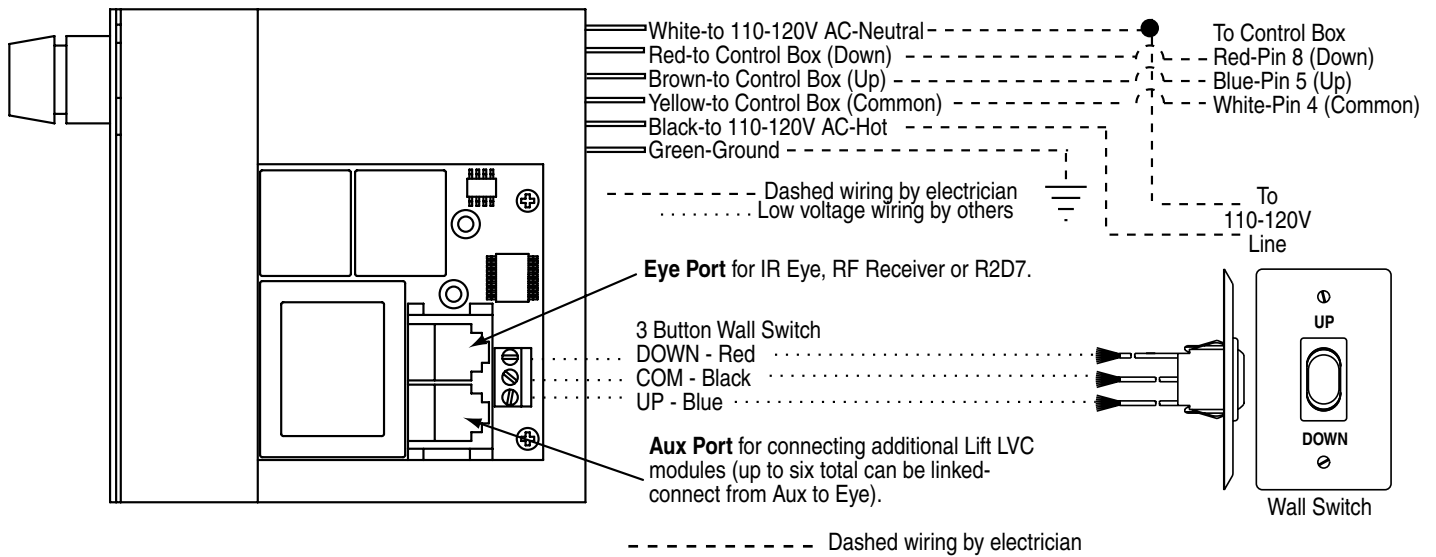 White-to 110-120V AC-Neutral
Red-to Control Box (Down)
Brown-to Control Box (Up)
Yellow-to Control Box (Common)
Black-to 110-120V AC-Hot
Green-Ground
To Control Box
Red-Pin 8 (Down)
Blue-Pin 5 (Up)
White-Pin 4 (Common)
Dashed wiring by electrician
Low voltage wiring by others
To
110-120V
Line
Eye Port for IR Eye, RF Receiver or R2D7.
3 Button Wall Switch
DOWN - Red
COM - Black
UP - Blue
UP
DOWN
Wall Switch
Aux Port for connecting additional Lift LVC
modules (up to six total can be linked-
connect from Aux to Eye).
Dashed wiring by electrician